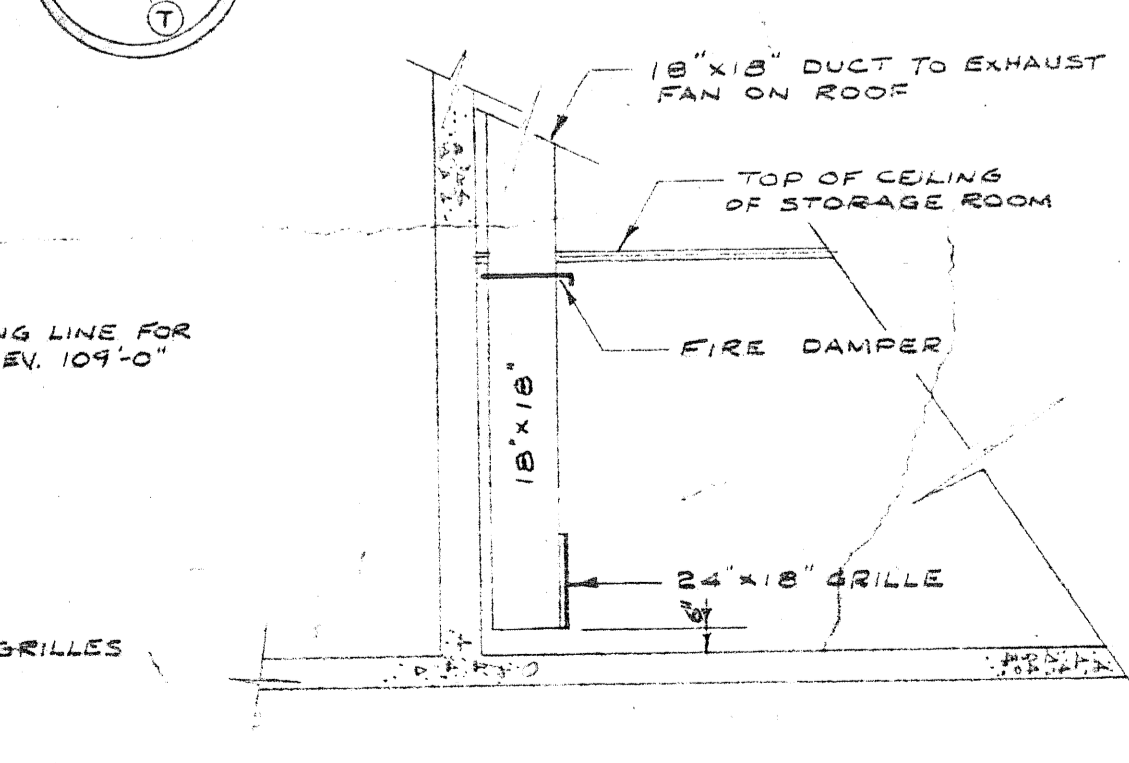 T
18"x18" DUCT TO EXHAUST
FAN ON ROOF
TOP OF CEILING
OF STORAGE ROOM
NG LINE FOR
EV. 109'-0"
FIRE DAMPER
18"x18"
24"x18" GRILLE
6"
GRILLES